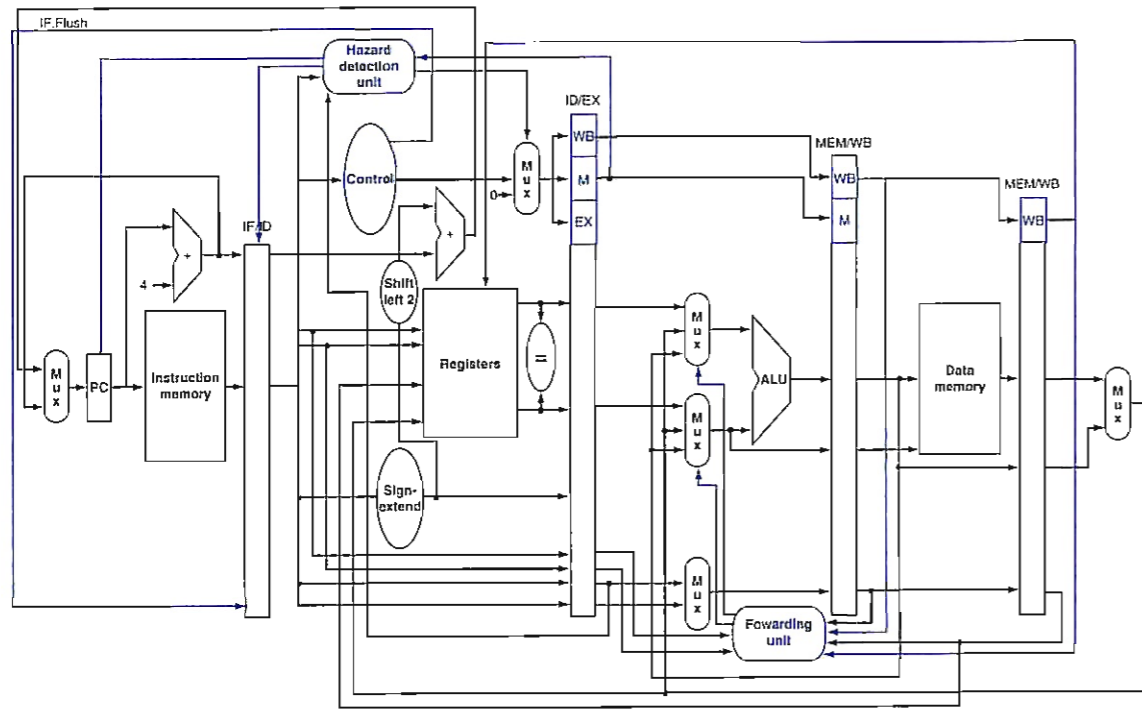 IF.Flush
Hazard
detection
unit
ID/EX
WB
M
EX
MEM/WB
WB
M
MEM/WB
WB
Control
M
u
x
0
IF/ID
+
4
+
Shift
left 2
M
u
x
PC
Instruction
memory
Registers
=
Sign-
extend
M
u
x
M
u
x
M
u
x
ALU
Data
memory
M
u
x
Fowarding
unit